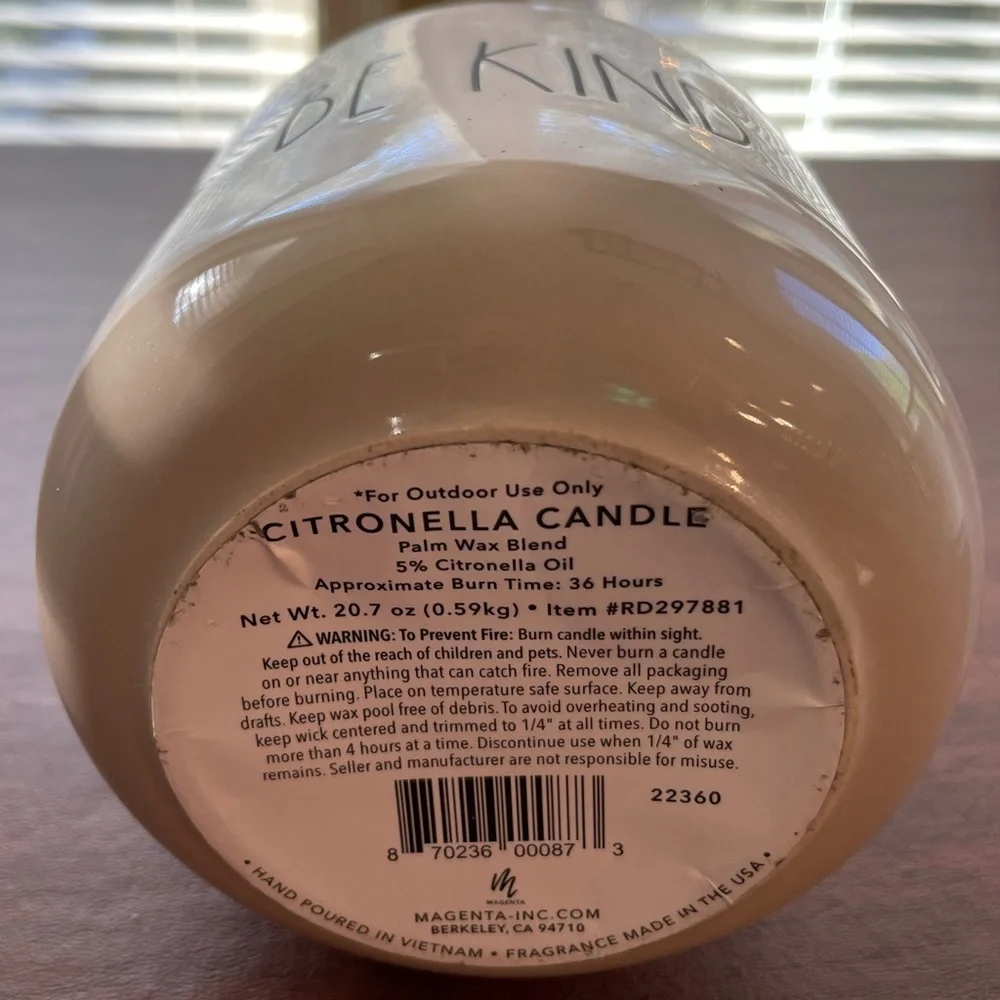 BE KIND
*For Outdoor Use Only
CITRONELLA CANDLE
Palm Wax Blend
5% Citronella Oil
Approximate Burn Time: 36 Hours
Net Wt. 20.7 oz (0.59kg) • Item #RD297881
⚠ WARNING: To Prevent Fire: Burn candle within sight.
Keep out of the reach of children and pets. Never burn a candle
on or near anything that can catch fire. Remove all packaging
before burning. Place on temperature safe surface. Keep away from
drafts. Keep wax pool free of debris. To avoid overheating and sooting,
keep wick centered and trimmed to 1/4" at all times. Do not burn
more than 4 hours at a time. Discontinue use when 1/4" of wax
remains. Seller and manufacturer are not responsible for misuse.
22360
8 70236 00087 3
m
MAGENTA
MAGENTA-INC.COM
BERKELEY, CA 94710
• HAND POURED IN VIETNAM • FRAGRANCE MADE IN THE USA •